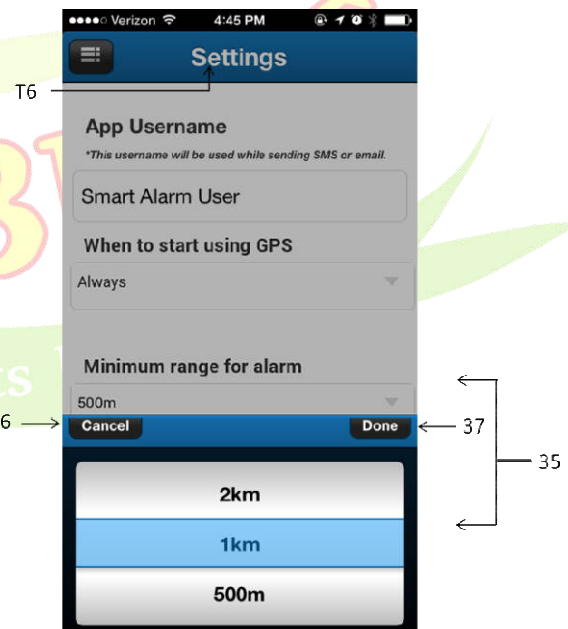 Verizon 4:45 PM
Settings
T6
App Username
*This username will be used while sending SMS or email.
Smart Alarm User
When to start using GPS
Always
Minimum range for alarm
500m
6
Cancel
Done
37
35
2km
1km
500m